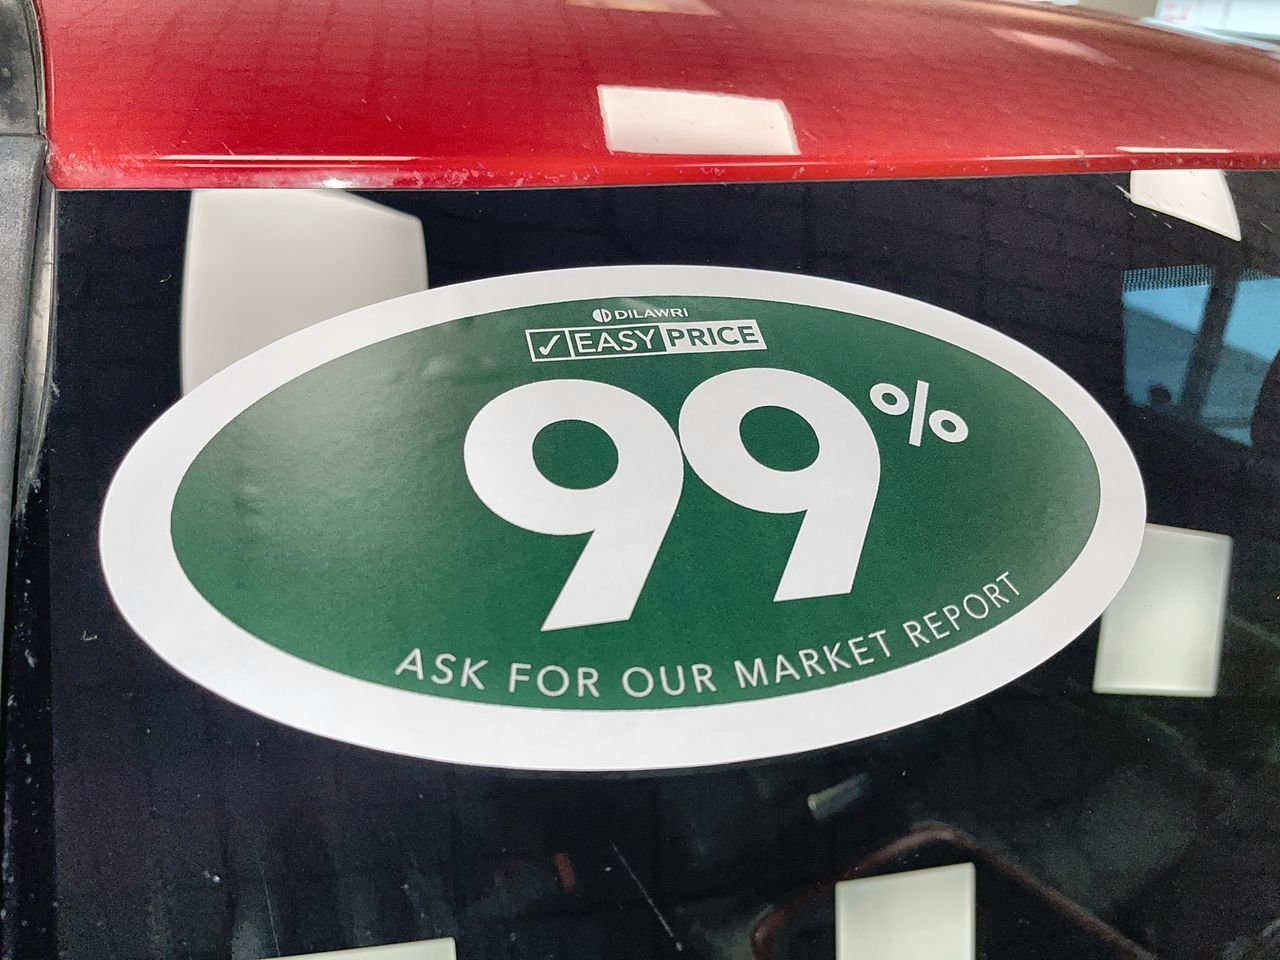 DILAWRI
✓ EASY PRICE
99%
ASK FOR OUR MARKET REPORT